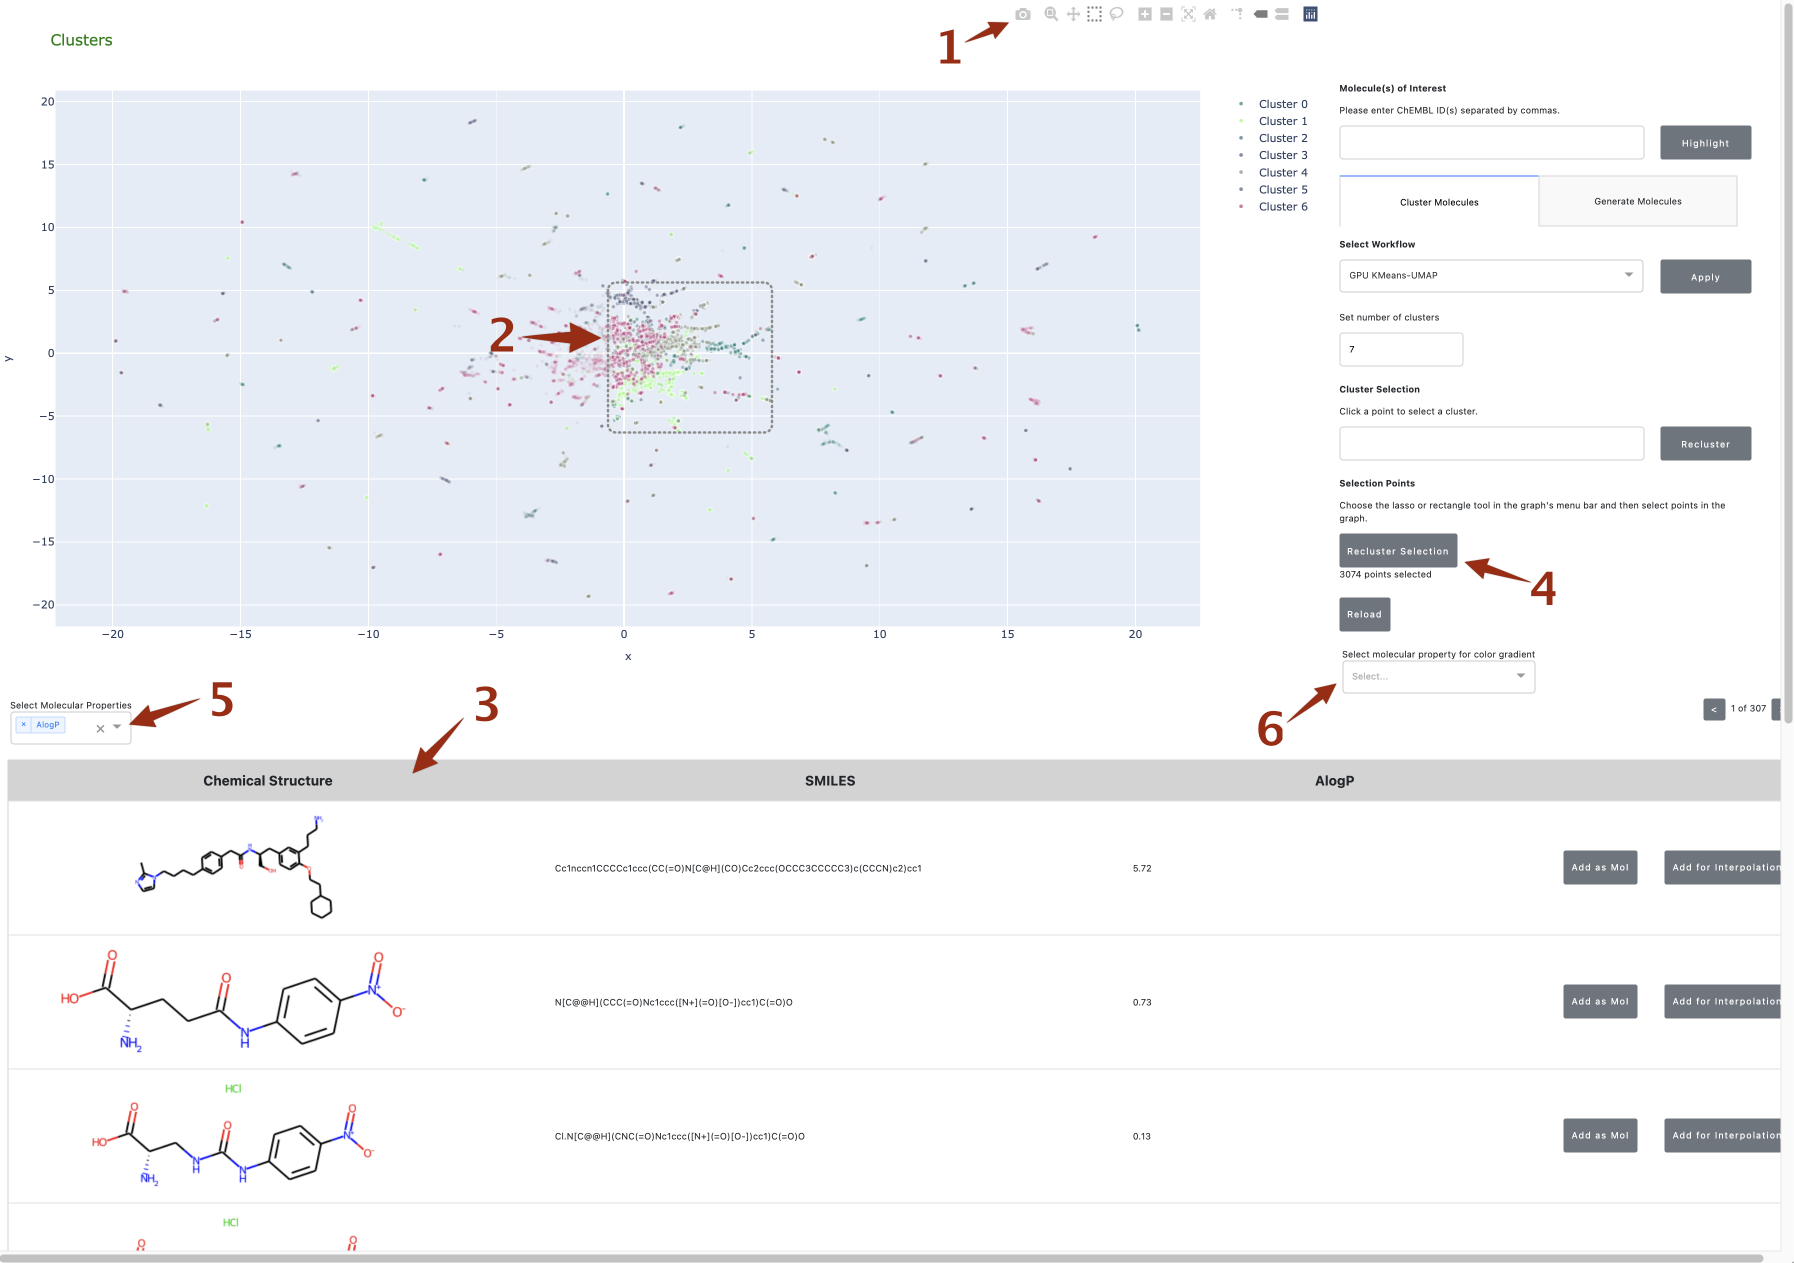 1
Clusters
20
15
10
5
0
−5
−10
−15
−20
y
−20
−15
−10
−5
0
5
10
15
20
x
2
Cluster 0
Cluster 1
Cluster 2
Cluster 3
Cluster 4
Cluster 5
Cluster 6
Molecule(s) of Interest
Please enter ChEMBL ID(s) separated by commas.
Highlight
Cluster Molecules
Generate Molecules
Select Workflow
GPU KMeans-UMAP
Apply
Set number of clusters
7
Cluster Selection
Click a point to select a cluster.
Recluster
Selection Points
Choose the lasso or rectangle tool in the graph's menu bar and then select points in the
graph.
Recluster Selection
3074 points selected
4
Reload
Select molecular property for color gradient
Select...
6
< 1 of 307
Select Molecular Properties
× AlogP ×
5
3
Chemical Structure SMILES AlogP
NH2
N
N
H
N
O
OH
O
Cc1nccn1CCCCc1ccc(CC(=O)N[C@H](CO)Cc2ccc(OCCC3CCCCC3)c(CCCN)c2)cc1
5.72
Add as Mol
Add for Interpolation
O
HO
NH2
O
N
H
N+
O
O-
N[C@@H](CCC(=O)Nc1ccc([N+](=O)[O-])cc1)C(=O)O
0.73
Add as Mol
Add for Interpolation
HCl
O
HO
NH2
N
H
O
N
H
N+
O
O-
Cl.N[C@@H](CNC(=O)Nc1ccc([N+](=O)[O-])cc1)C(=O)O
0.13
Add as Mol
Add for Interpolation
HCl
O
O